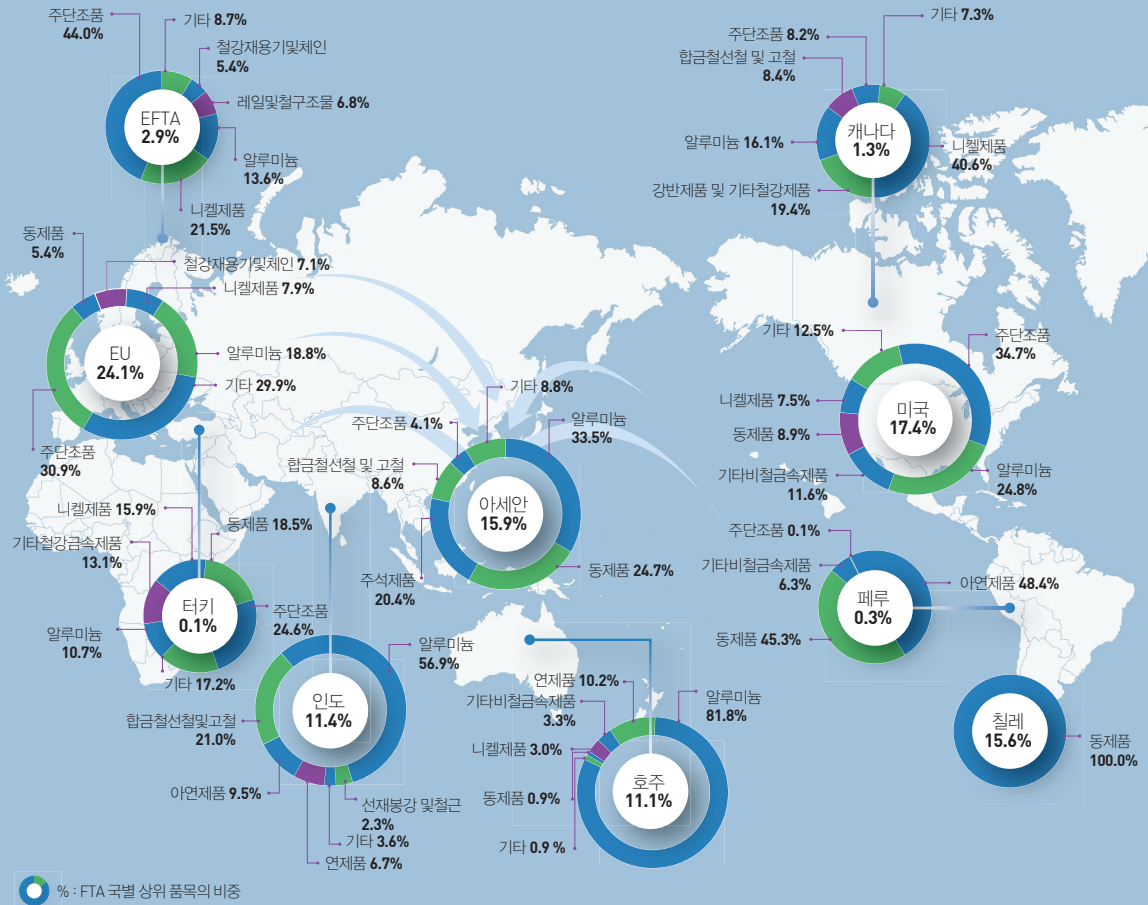 주단조품
44.0%
기타 8.7%
철강재용기및체인
5.4%
레일및철구조물 6.8%
EFTA
2.9%
알루미늄
13.6%
니켈제품
21.5%
기타 7.3%
주단조품 8.2%
합금철선철 및 고철
8.4%
캐나다
1.3%
알루미늄 16.1%
니켈제품
40.6%
강반제품 및 기타철강제품
19.4%
동제품
5.4%
철강재용기및체인 7.1%
니켈제품 7.9%
EU
24.1%
알루미늄 18.8%
기타 29.9%
주단조품
30.9%
기타 12.5%
주단조품
34.7%
니켈제품 7.5%
미국
17.4%
동제품 8.9%
기타비철금속제품
11.6%
알루미늄
24.8%
기타 8.8%
주단조품 4.1%
알루미늄
33.5%
합금철선철 및 고철
8.6%
아세안
15.9%
주석제품
20.4%
동제품 24.7%
니켈제품 15.9%
동제품 18.5%
기타철강금속제품
13.1%
터키
0.1%
주단조품
24.6%
알루미늄
10.7%
기타 17.2%
주단조품 0.1%
기타비철금속제품
6.3%
아연제품 48.4%
페루
0.3%
동제품 45.3%
알루미늄
56.9%
인도
11.4%
합금철선철및고철
21.0%
아연제품 9.5%
선재봉강 및철근
2.3%
기타 3.6%
연제품 6.7%
연제품 10.2%
기타비철금속제품
3.3%
알루미늄
81.8%
니켈제품 3.0%
호주
11.1%
동제품 0.9%
기타 0.9 %
칠레
15.6%
동제품
100.0%
% : FTA 국별 상위 품목의 비중